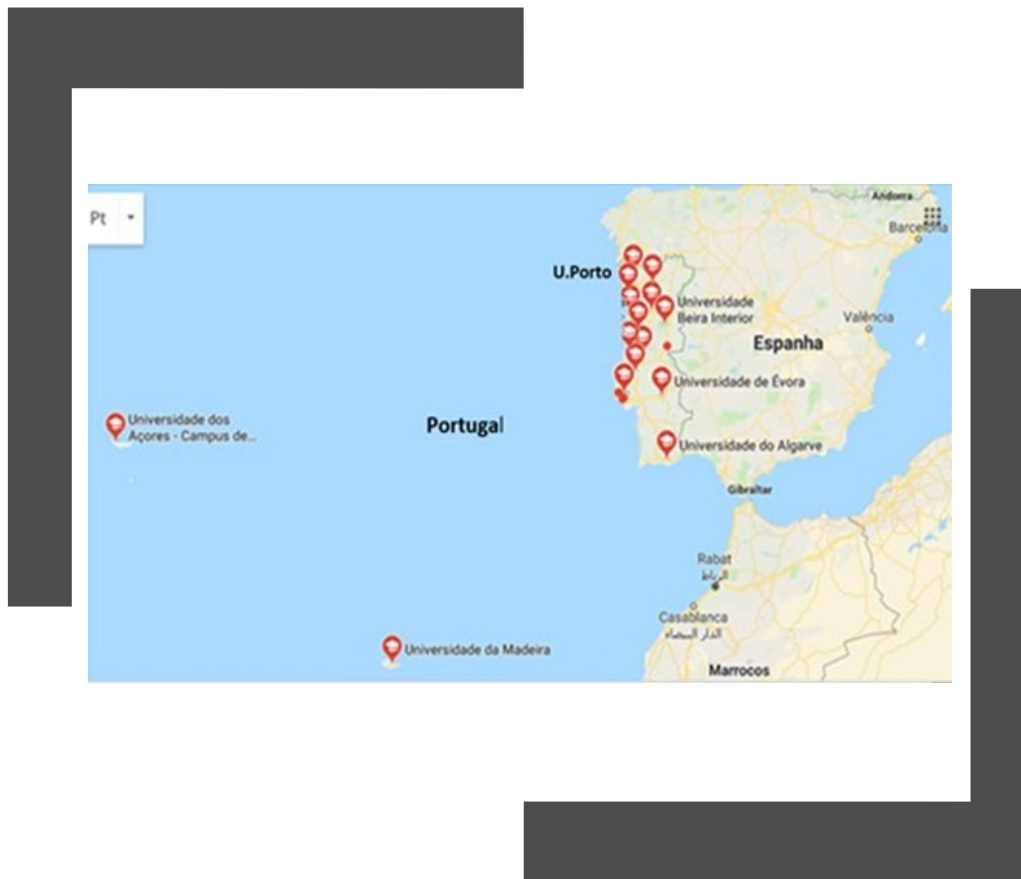 Pt
Andorra
Barcelona
U.Porto
Universidade
Beira Interior
València
Espanha
Universidade de Évora
Universidade dos
Açores - Campus de...
Portugal
Universidade do Algarve
Gibraltar
Rabat
الرباط
Casablanca
الدار البيضاء
Universidade da Madeira
Marrocos